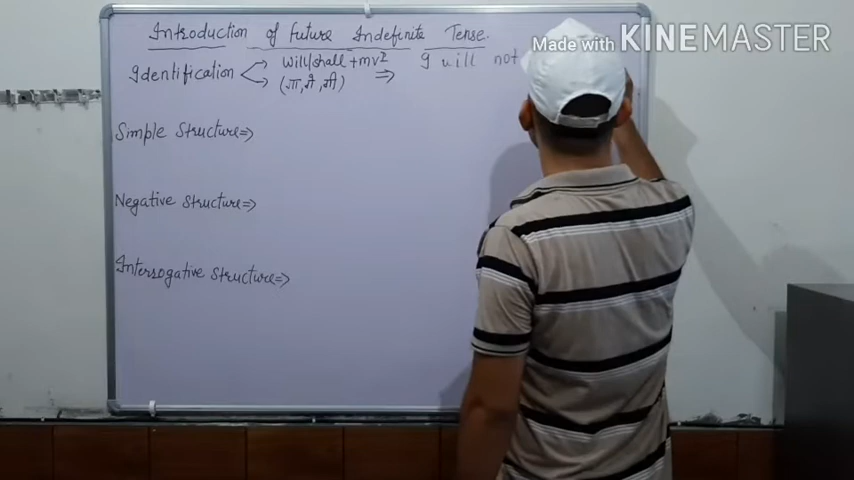 Made with KINEMASTER
Introduction of Future Indefinite Tense.
Identification will/shall + mv² ⇒ I will not
(गा, गे, गी)
Simple Structure⇒
Negative Structure⇒
Interrogative Structure⇒